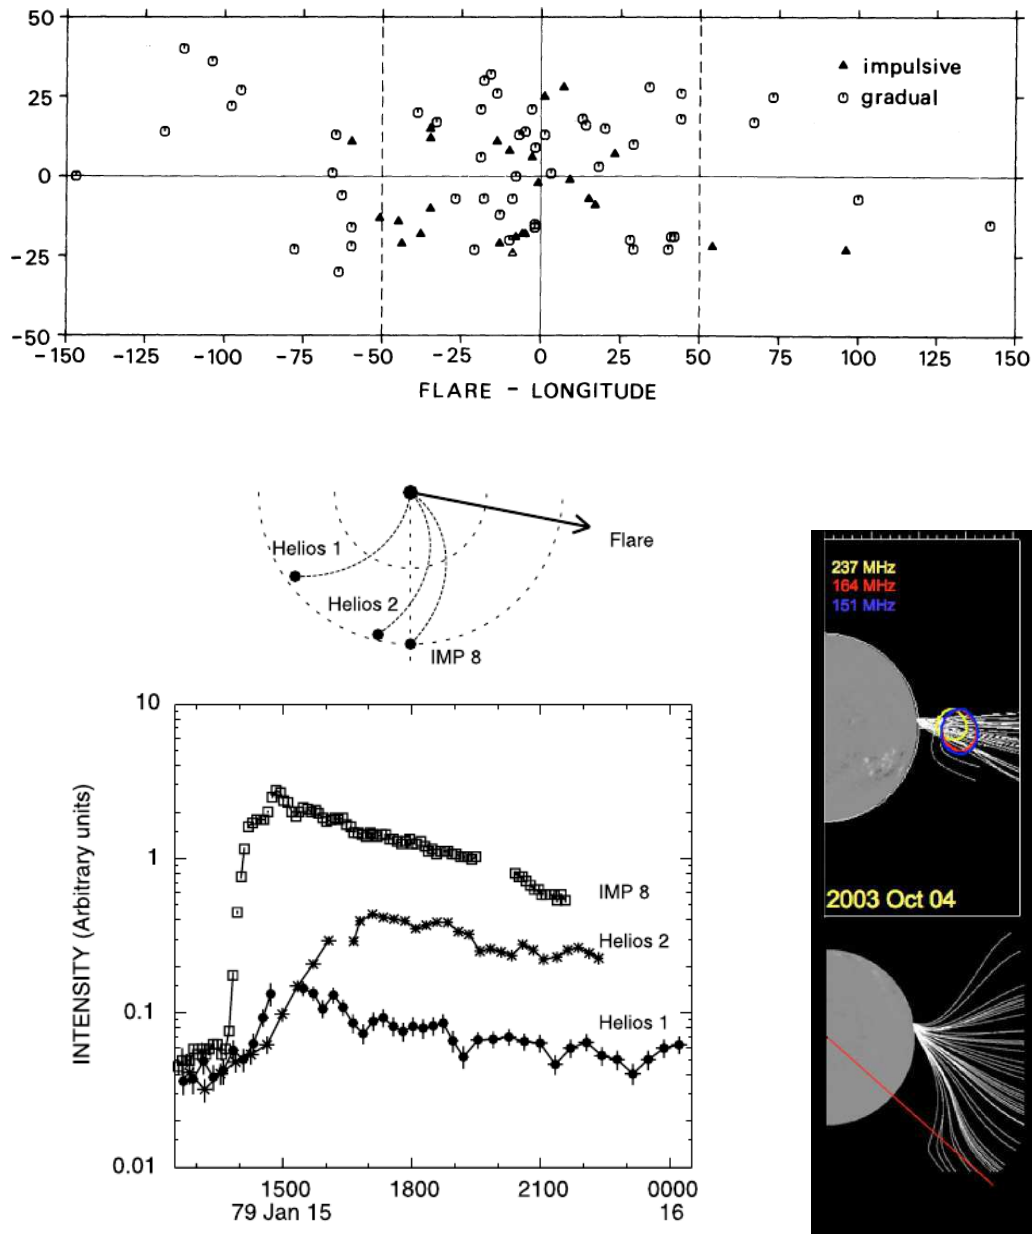 50
25
0
-25
-50
-150 -125 -100 -75 -50 -25 0 25 50 75 100 125 150
FLARE - LONGITUDE
impulsive
gradual
Helios 1
Helios 2
IMP 8
Flare
INTENSITY (Arbitrary units)
10
1
0.1
0.01
IMP 8
Helios 2
Helios 1
1500 1800 2100 0000
79 Jan 15 16
237 MHz
164 MHz
151 MHz
2003 Oct 04